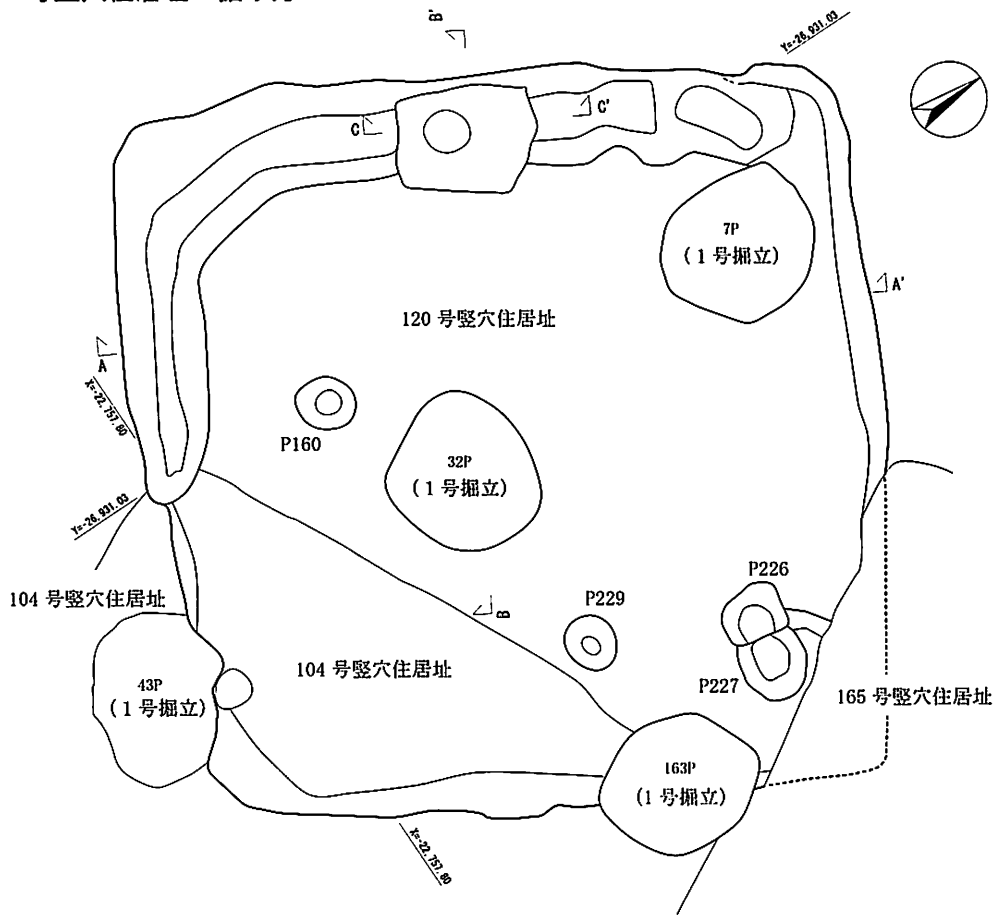 B'
Y=-26,931.03
C
C'
7P
(1号掘立)
A'
120号竪穴住居址
A
X=-22,757.80
P160
32P
(1号掘立)
Y=-26,931.03
104号竪穴住居址
P226
P229
B
104号竪穴住居址
P227
165号竪穴住居址
43P
(1号掘立)
163P
(1号掘立)
X=-22,757.80